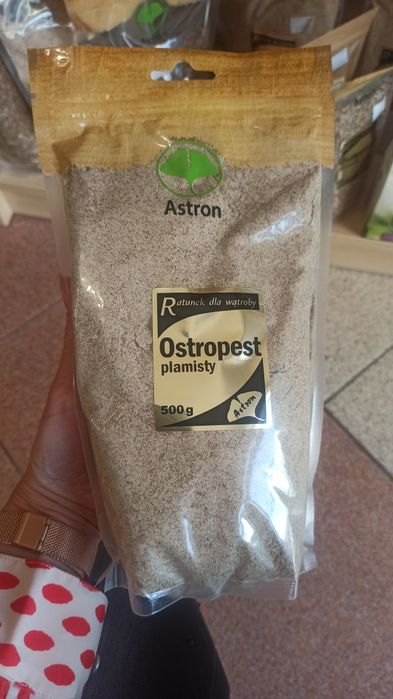 Astron
Ratunek dla wątroby
Ostropest
plamisty
500g
Astron